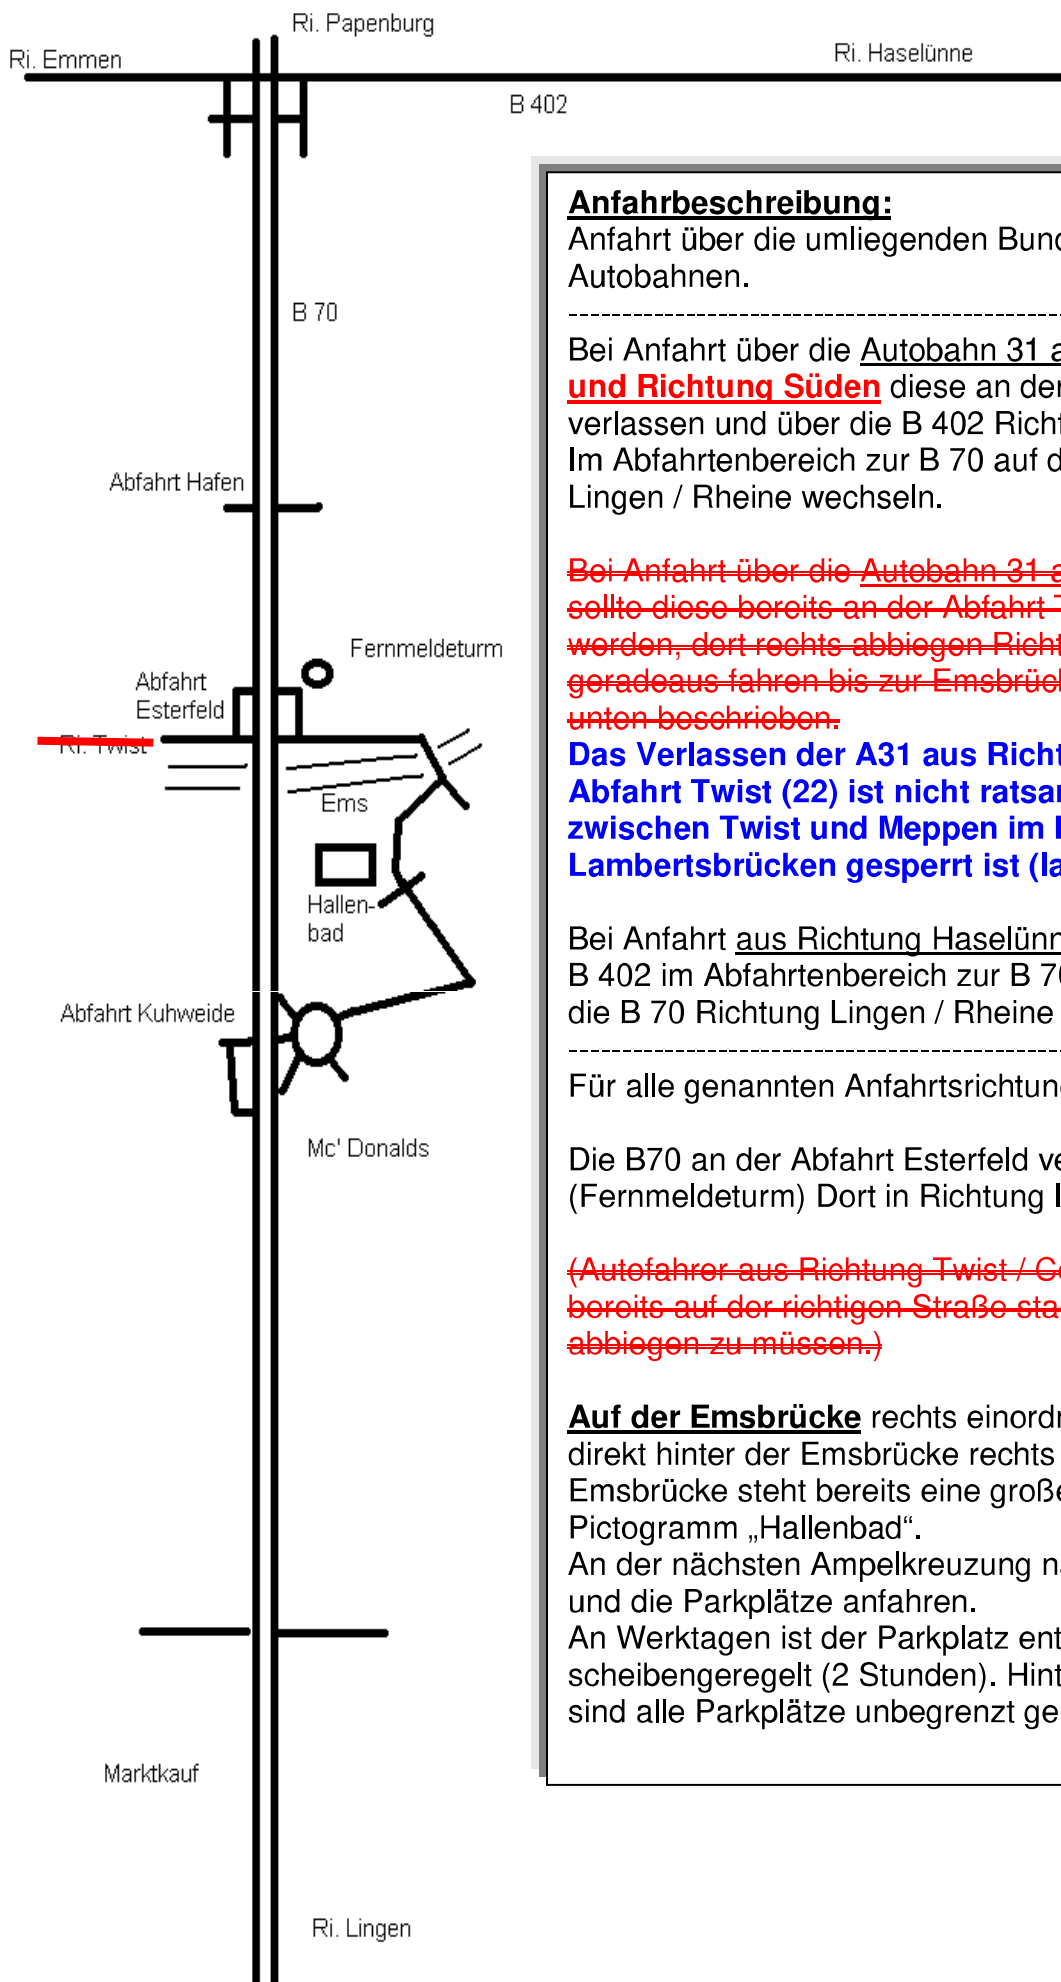 Ri. Papenburg
Ri. Emmen
Ri. Haselünne
B 402
B 70
Abfahrt Hafen
Fernmeldeturm
Abfahrt
Esterfeld
Ri. Twist
Ems
Hallen-
bad
Abfahrt Kuhweide
Mc' Donalds
Marktkauf
Ri. Lingen
Anfahrbeschreibung:
Anfahrt über die umliegenden Bund
Autobahnen.
Bei Anfahrt über die Autobahn 31 a
und Richtung Süden diese an der
verlassen und über die B 402 Richt
Im Abfahrtenbereich zur B 70 auf d
Lingen / Rheine wechseln.
Bei Anfahrt über die Autobahn 31 a
sollte diese bereits an der Abfahrt T
werden, dort rechts abbiegen Richt
geradeaus fahren bis zur Emsbrück
unten beschrieben.
Das Verlassen der A31 aus Richt
Abfahrt Twist (22) ist nicht ratsam
zwischen Twist und Meppen im
Lambertsbrücken gesperrt ist (la
Bei Anfahrt aus Richtung Haselünn
B 402 im Abfahrtenbereich zur B 70
die B 70 Richtung Lingen / Rheine
Für alle genannten Anfahrtsrichtung
Die B70 an der Abfahrt Esterfeld ve
(Fernmeldeturm) Dort in Richtung
(Autofahrer aus Richtung Twist / Ce
bereits auf der richtigen Straße sta
abbiegen zu müssen.)
Auf der Emsbrücke rechts einordn
direkt hinter der Emsbrücke rechts
Emsbrücke steht bereits eine große
Pictogramm „Hallenbad“.
An der nächsten Ampelkreuzung na
und die Parkplätze anfahren.
An Werktagen ist der Parkplatz ent
scheibengeregelt (2 Stunden). Hint
sind alle Parkplätze unbegrenzt ge